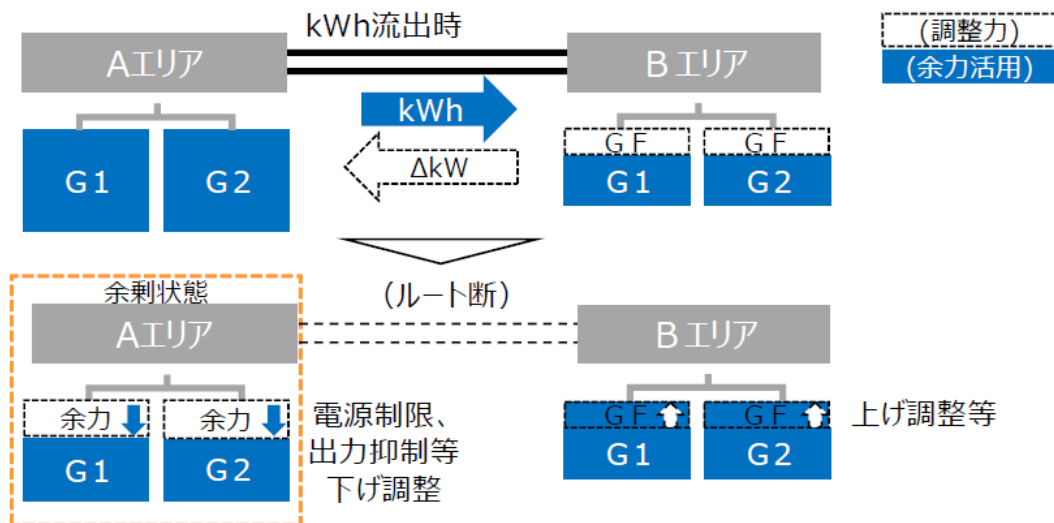 kWh流出時
(調整力)
(余力活用)
Aエリア
Bエリア
kWh
ΔkW
G1
G2
GF
GF
G1
G2
余剰状態
(ルート断)
Aエリア
Bエリア
余力
余力
G1
G2
電源制限、
出力抑制等
下げ調整
GF
GF
G1
G2
上げ調整等